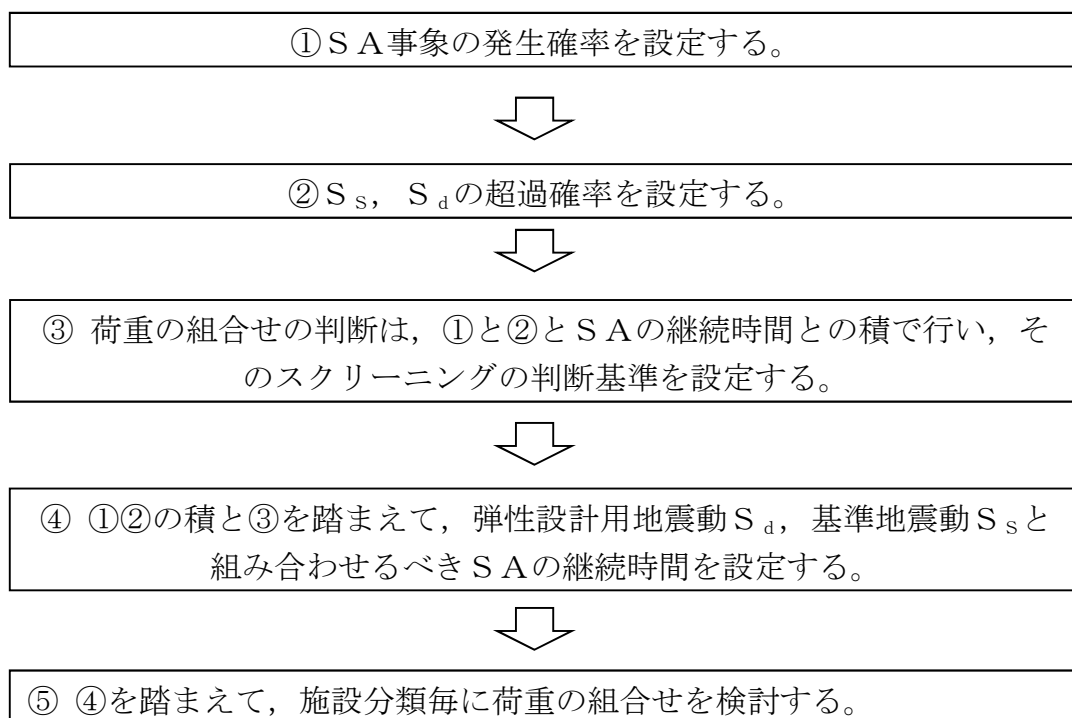 ①ＳＡ事象の発生確率を設定する。
②Ｓｓ，Ｓｄの超過確率を設定する。
③ 荷重の組合せの判断は，①と②とＳＡの継続時間との積で行い，そ
のスクリーニングの判断基準を設定する。
④ ①②の積と③を踏まえて，弾性設計用地震動Ｓｄ，基準地震動Ｓｓと
組み合わせるべきＳＡの継続時間を設定する。
⑤ ④を踏まえて，施設分類毎に荷重の組合せを検討する。